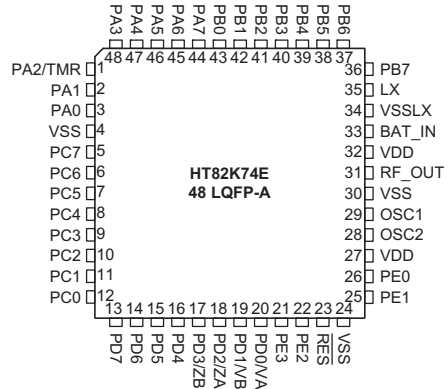 PA3 PA4 PA5 PA6 PA7 PB0 PB1 PB2 PB3 PB4 PB5 PB6
48 47 46 45 44 43 42 41 40 39 38 37
PA2/TMR 1
PA1 2
PA0 3
VSS 4
PC7 5
PC6 6
PC5 7
PC4 8
PC3 9
PC2 10
PC1 11
PC0 12
HT82K74E
48 LQFP-A
36 PB7
35 LX
34 VSSLX
33 BAT_IN
32 VDD
31 RF_OUT
30 VSS
29 OSC1
28 OSC2
27 VDD
26 PE0
25 PE1
13 14 15 16 17 18 19 20 21 22 23 24
PD7 PD6 PD5 PD4 PD3/ZB PD2/ZA PD1/VB PD0/VA PE3 PE2 RES VSS